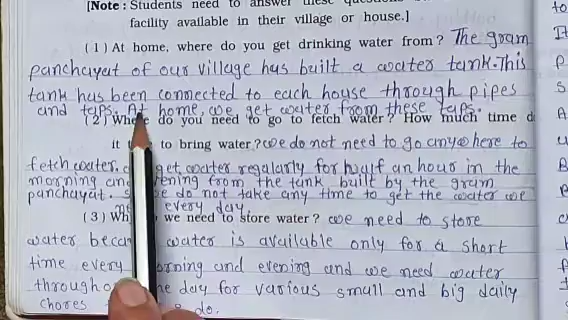 [Note : Students need to answer these questions
facility available in their village or house.]
(1) At home, where do you get drinking water from? The gram
panchayat of our village has built a water tank. This
tank has been connected to each house through pipes
and taps. At home, we get water from these taps.
(2) Where do you need to go to fetch water? How much time d
it to bring water? we do not need to go anywhere to
fetch water. get water regularly for half an hour in the
morning and evening from the tank built by the gram
panchayat. do not take any time to get the water we
every day.
(3) Wh we need to store water? we need to store
water beca water is available only for a short
time every morning and evening and we need water
througho the day for various small and big daily
chores do.
to
It
P
S
A
u